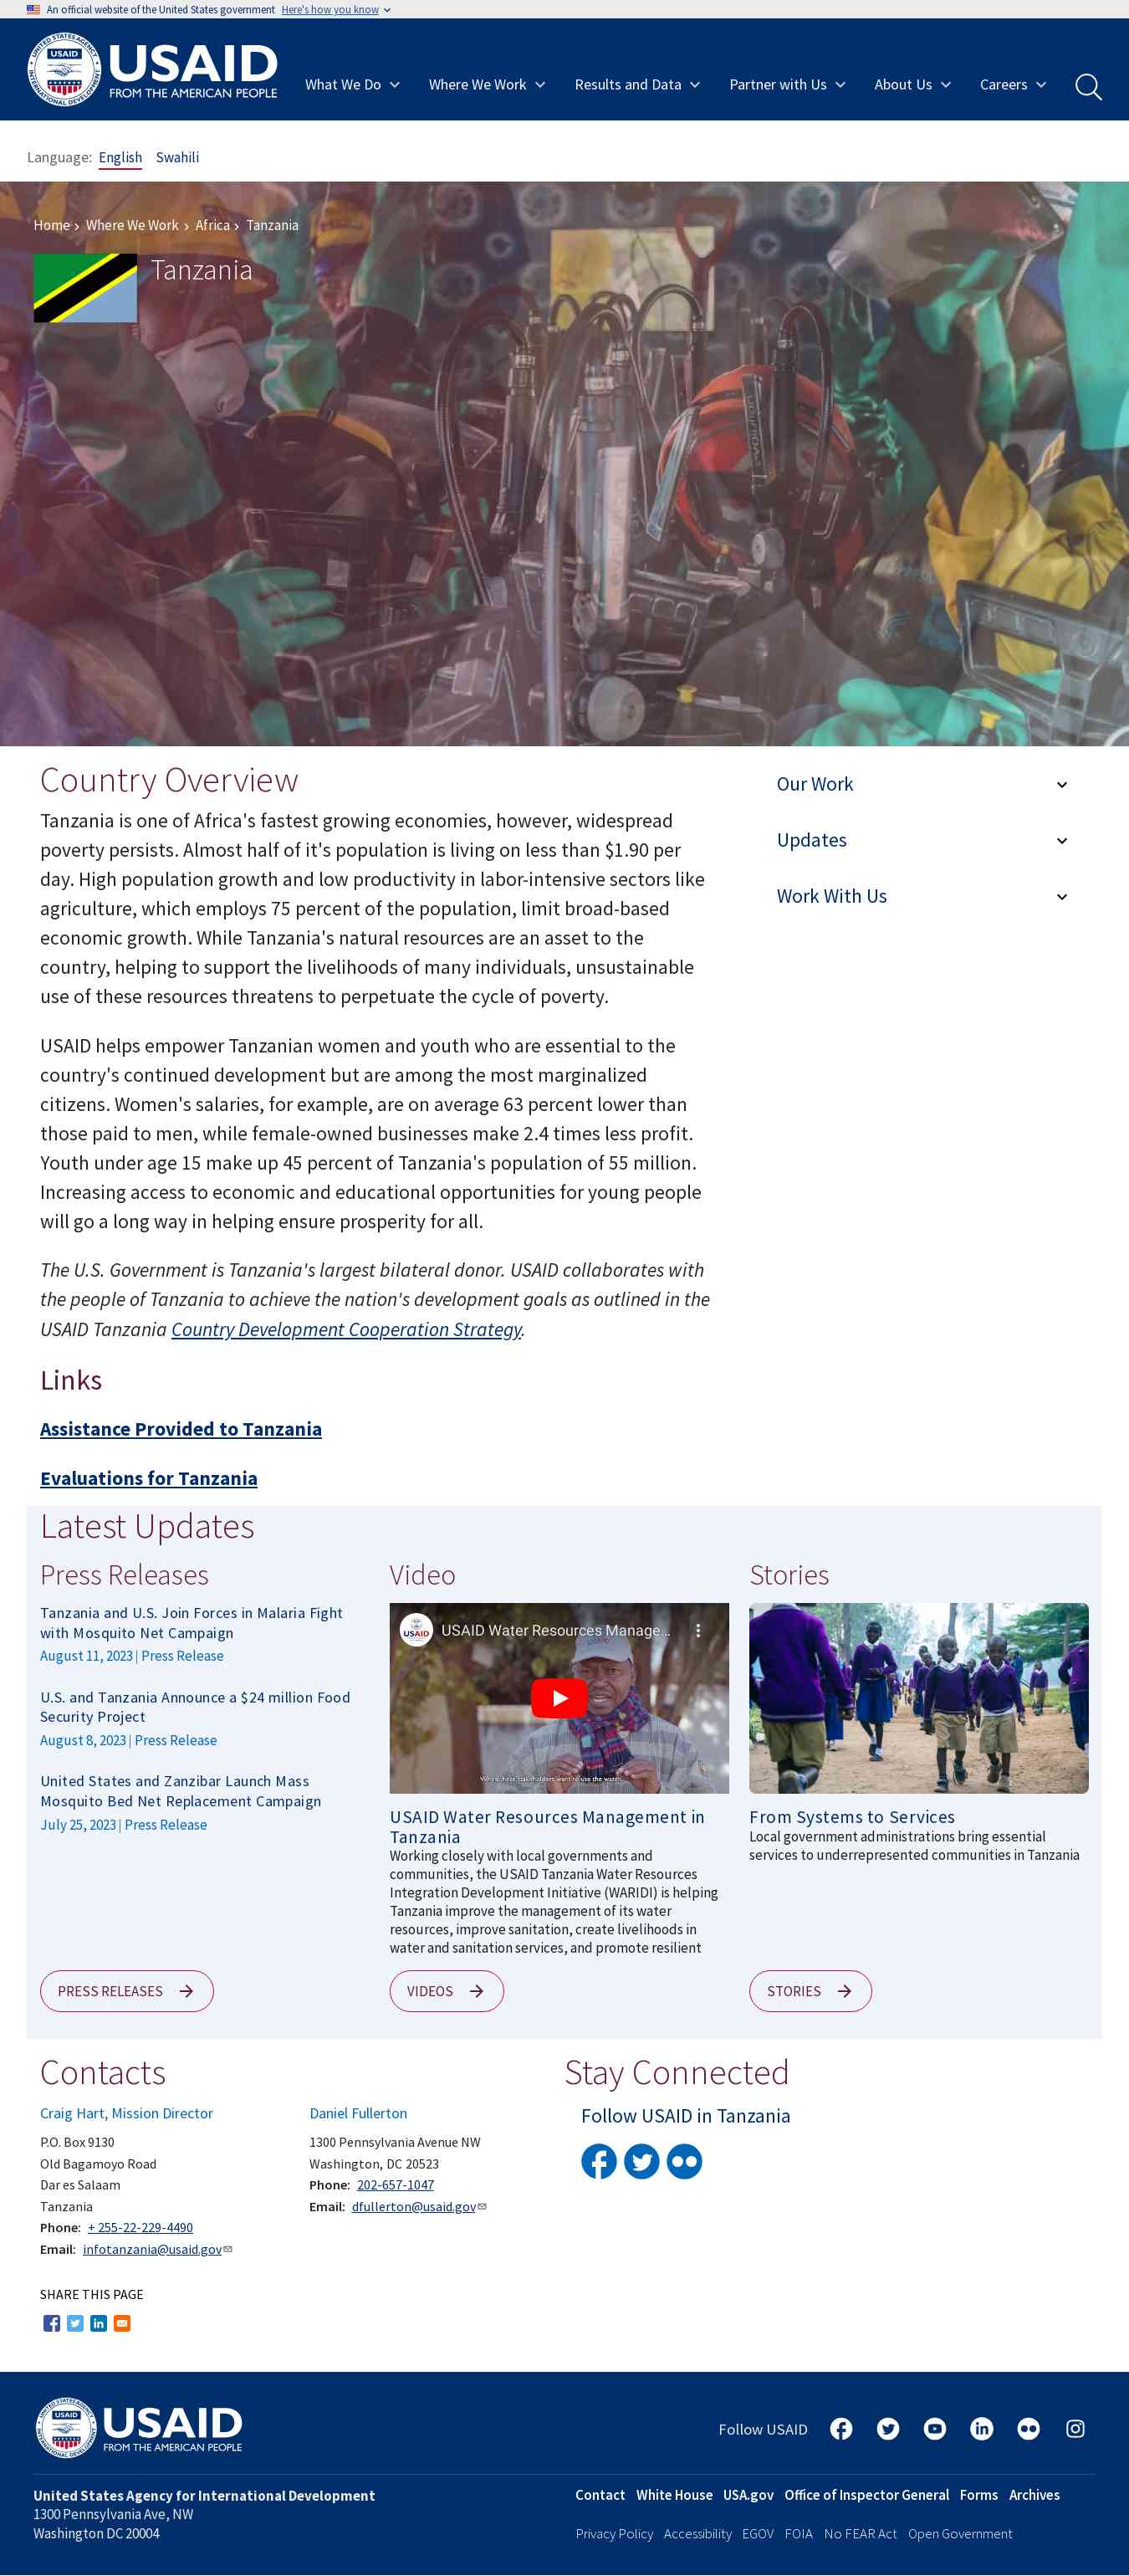 An official website of the United States government Here's how you know
USAID
FROM THE AMERICAN PEOPLE
What We Do
Where We Work
Results and Data
Partner with Us
About Us
Careers
Language: English Swahili
Home › Where We Work › Africa › Tanzania
Tanzania
Country Overview
Tanzania is one of Africa's fastest growing economies, however, widespread
poverty persists. Almost half of it's population is living on less than $1.90 per
day. High population growth and low productivity in labor-intensive sectors like
agriculture, which employs 75 percent of the population, limit broad-based
economic growth. While Tanzania's natural resources are an asset to the
country, helping to support the livelihoods of many individuals, unsustainable
use of these resources threatens to perpetuate the cycle of poverty.
USAID helps empower Tanzanian women and youth who are essential to the
country's continued development but are among the most marginalized
citizens. Women's salaries, for example, are on average 63 percent lower than
those paid to men, while female-owned businesses make 2.4 times less profit.
Youth under age 15 make up 45 percent of Tanzania's population of 55 million.
Increasing access to economic and educational opportunities for young people
will go a long way in helping ensure prosperity for all.
The U.S. Government is Tanzania's largest bilateral donor. USAID collaborates with
the people of Tanzania to achieve the nation's development goals as outlined in the
USAID Tanzania Country Development Cooperation Strategy.
Links
Assistance Provided to Tanzania
Evaluations for Tanzania
Our Work
Updates
Work With Us
Latest Updates
Press Releases
Tanzania and U.S. Join Forces in Malaria Fight
with Mosquito Net Campaign
August 11, 2023 | Press Release
U.S. and Tanzania Announce a $24 million Food
Security Project
August 8, 2023 | Press Release
United States and Zanzibar Launch Mass
Mosquito Bed Net Replacement Campaign
July 25, 2023 | Press Release
PRESS RELEASES
Video
USAID Water Resources Manage...
Where these stakeholders want to use the water,
USAID Water Resources Management in
Tanzania
Working closely with local governments and
communities, the USAID Tanzania Water Resources
Integration Development Initiative (WARIDI) is helping
Tanzania improve the management of its water
resources, improve sanitation, create livelihoods in
water and sanitation services, and promote resilient
VIDEOS
Stories
From Systems to Services
Local government administrations bring essential
services to underrepresented communities in Tanzania
STORIES
Contacts
Craig Hart, Mission Director
P.O. Box 9130
Old Bagamoyo Road
Dar es Salaam
Tanzania
Phone: + 255-22-229-4490
Email: infotanzania@usaid.gov
Daniel Fullerton
1300 Pennsylvania Avenue NW
Washington, DC 20523
Phone: 202-657-1047
Email: dfullerton@usaid.gov
Stay Connected
Follow USAID in Tanzania
SHARE THIS PAGE
USAID
FROM THE AMERICAN PEOPLE
Follow USAID
United States Agency for International Development
1300 Pennsylvania Ave, NW
Washington DC 20004
Contact White House USA.gov Office of Inspector General Forms Archives
Privacy Policy Accessibility EGOV FOIA No FEAR Act Open Government